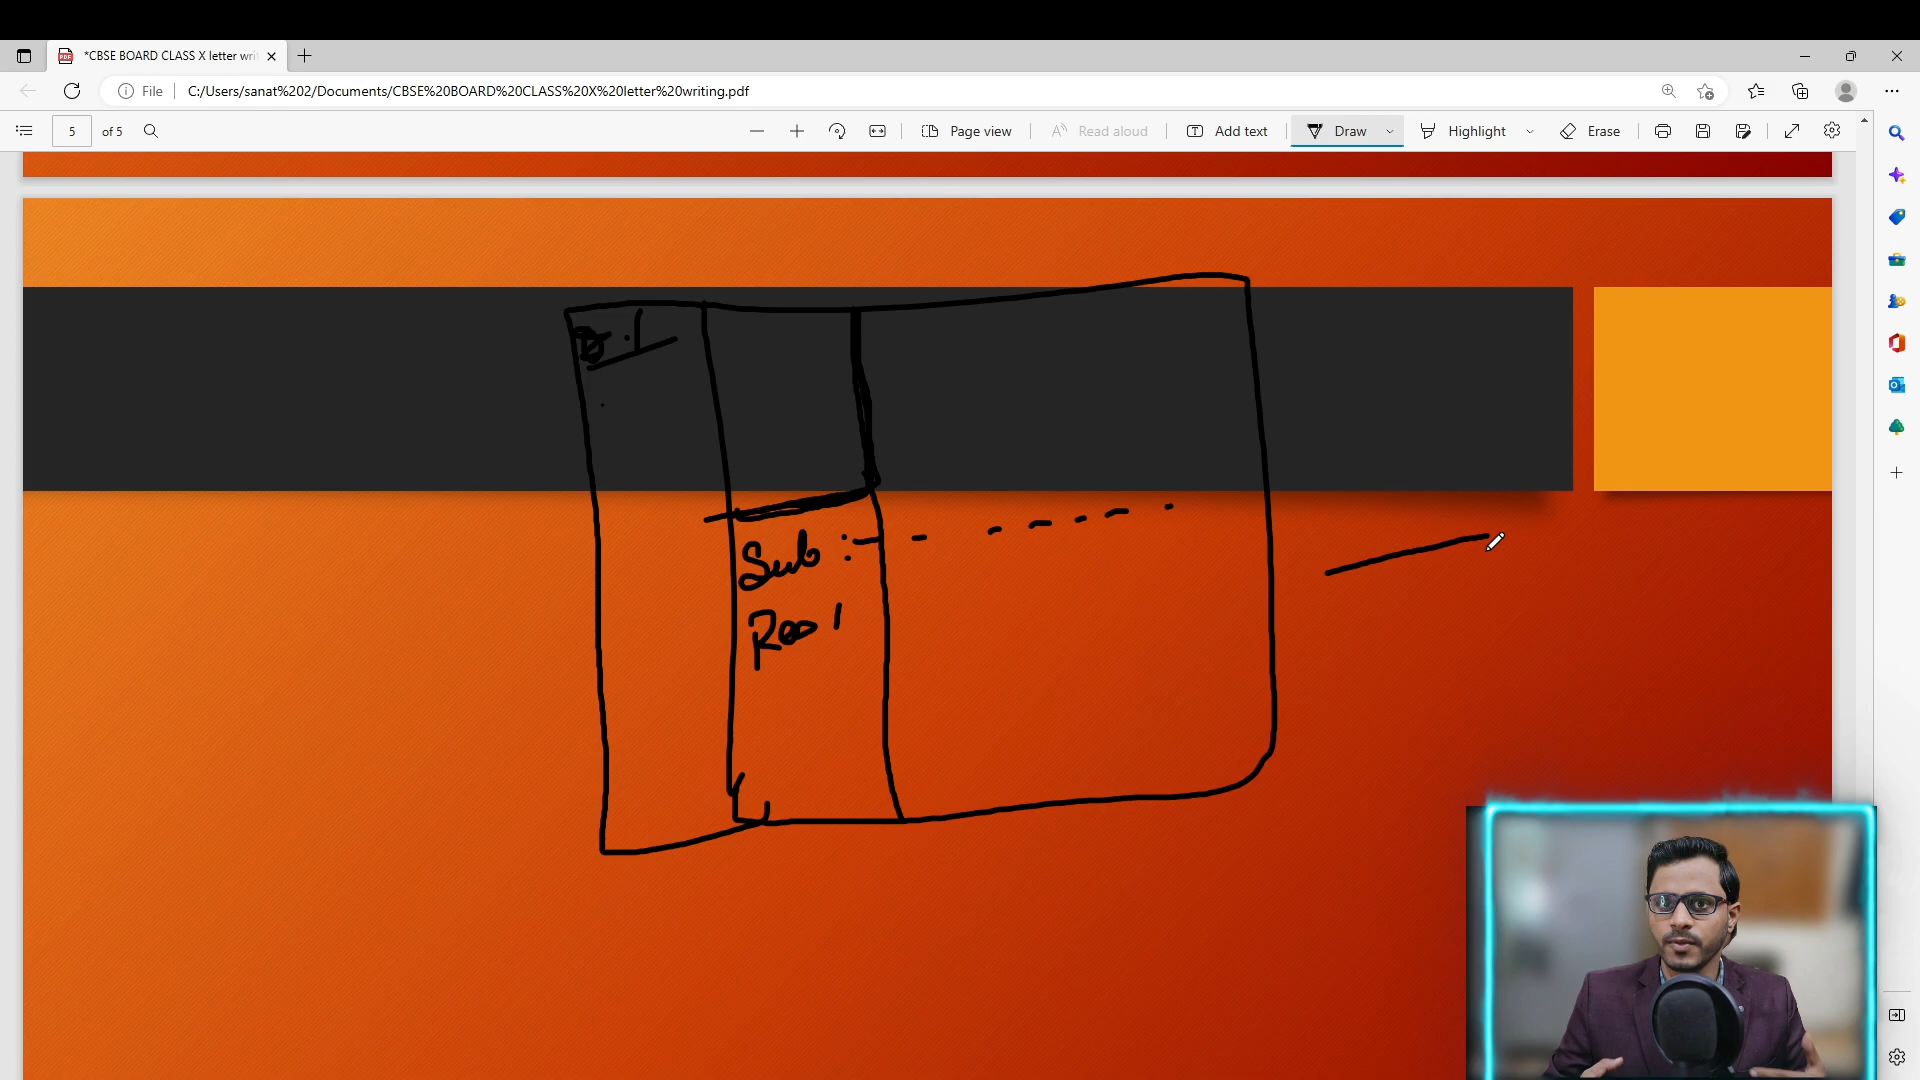 *CBSE BOARD CLASS X letter wri
File C:/Users/sanat%202/Documents/CBSE%20BOARD%20CLASS%20X%20letter%20writing.pdf
5 of 5 Page view Read aloud Add text Draw Highlight Erase
Sub :